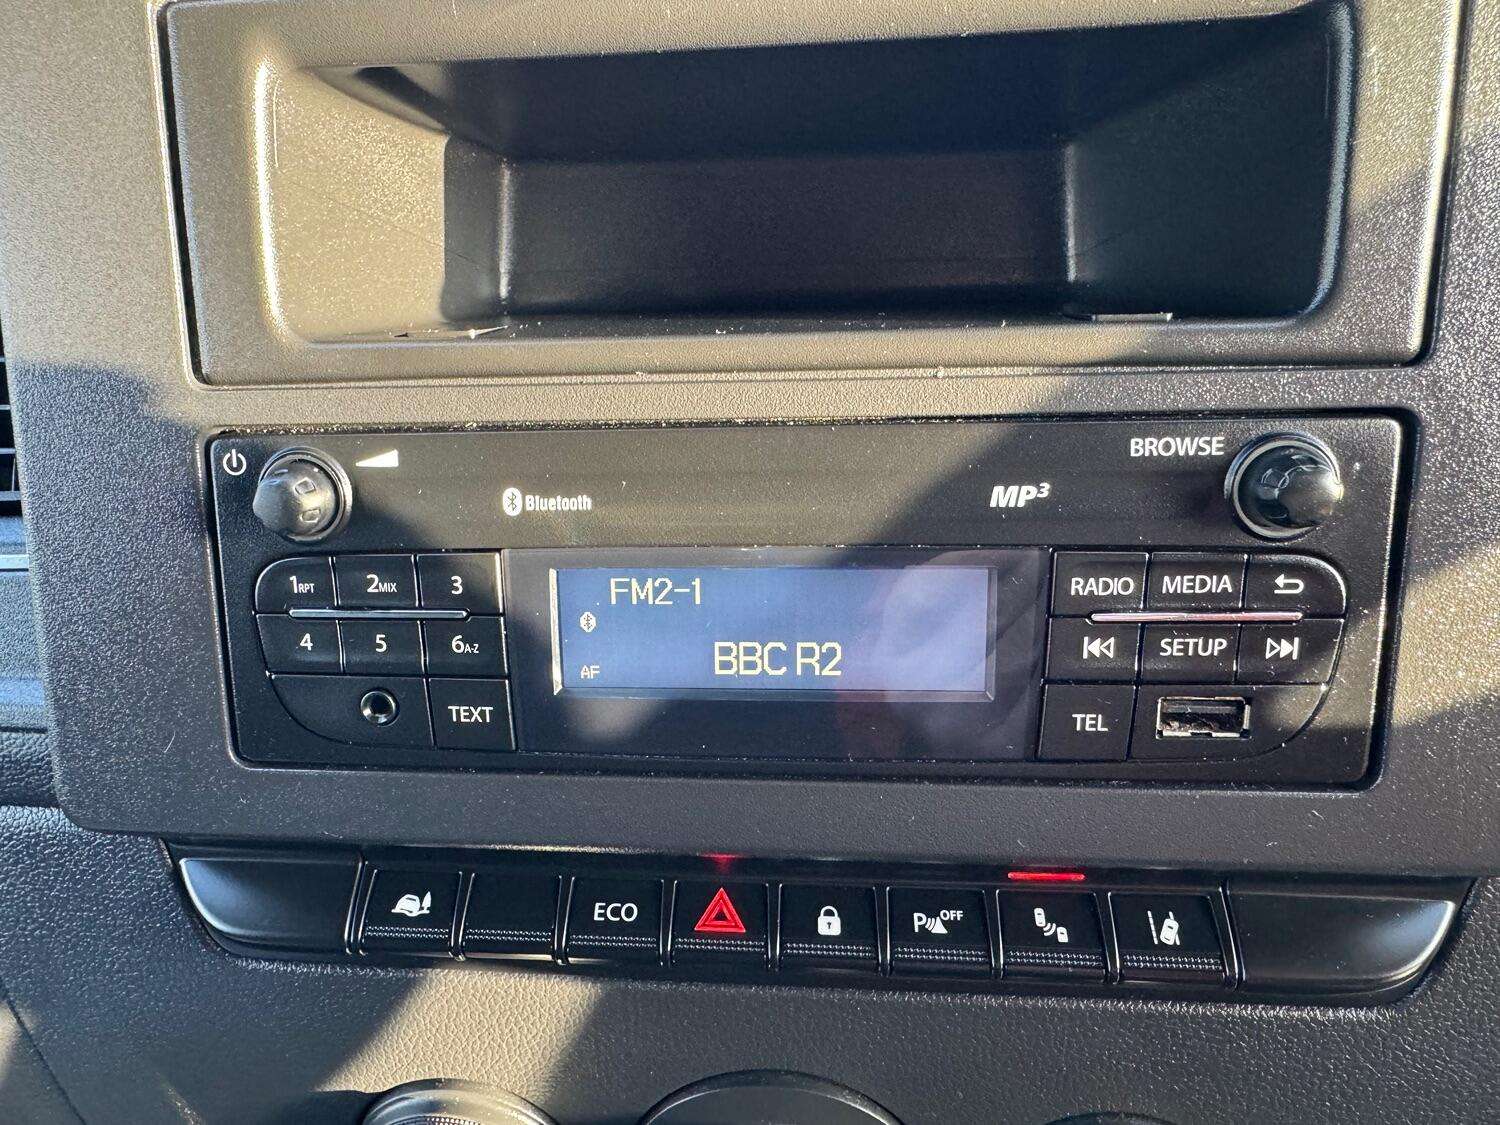 BROWSE
Bluetooth
MP3
1RPT 2MIX 3
4 5 6A-Z
TEXT
FM2-1
AF
BBC R2
RADIO MEDIA
SETUP
TEL
ECO
P OFF